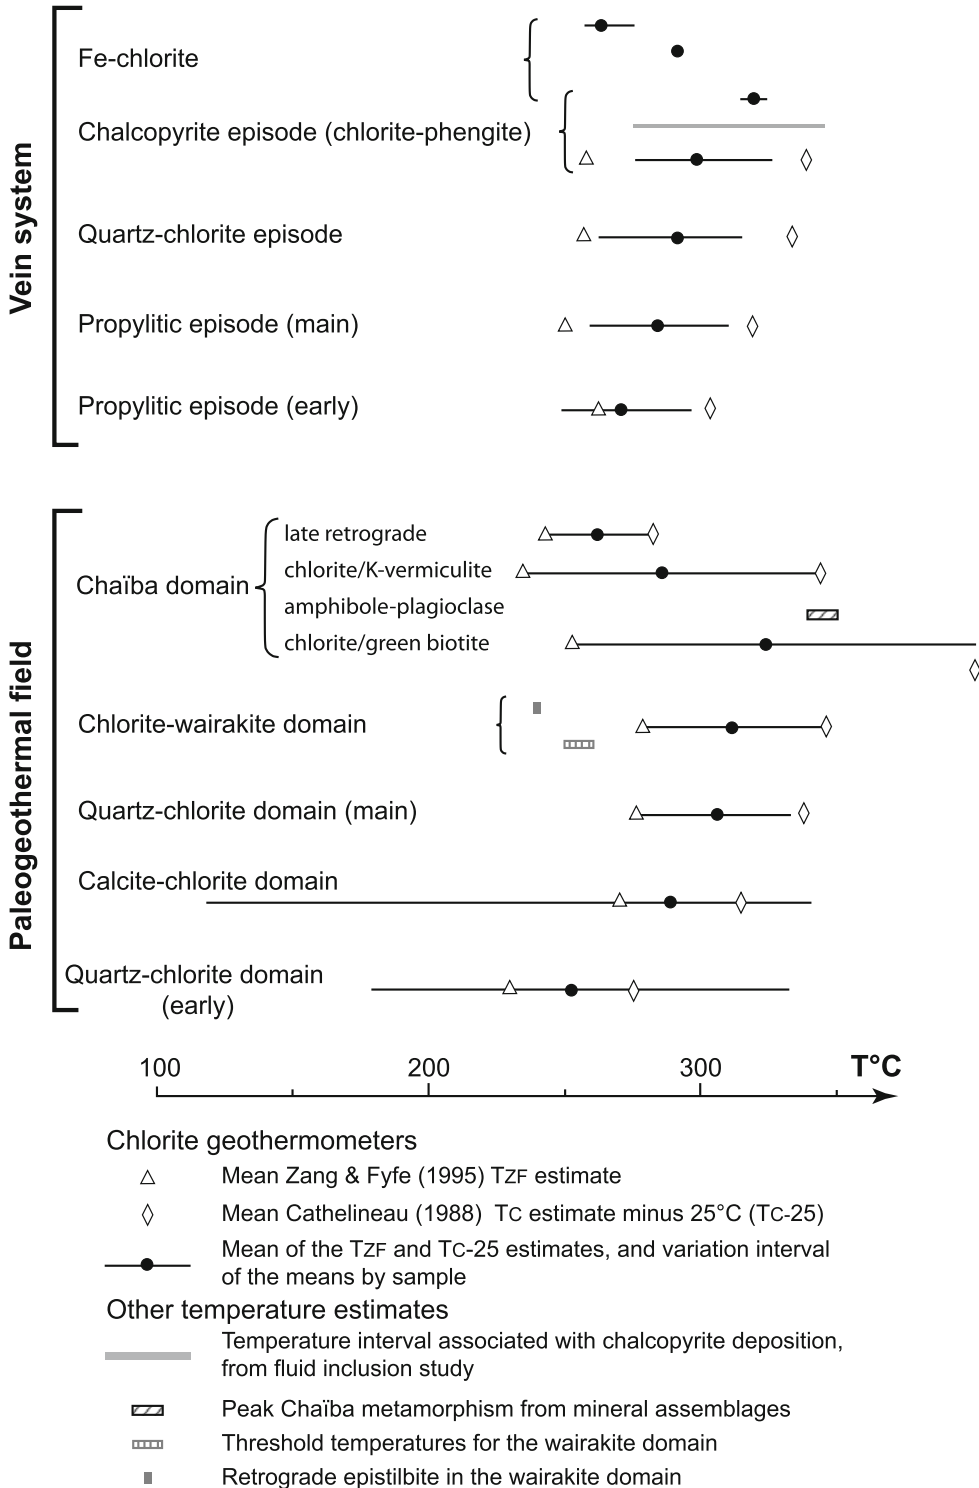 Vein system
Fe-chlorite
Chalcopyrite episode (chlorite-phengite)
Quartz-chlorite episode
Propylitic episode (main)
Propylitic episode (early)
Paleogeothermal field
Chaïba domain
late retrograde
chlorite/K-vermiculite
amphibole-plagioclase
chlorite/green biotite
Chlorite-wairakite domain
Quartz-chlorite domain (main)
Calcite-chlorite domain
Quartz-chlorite domain
(early)
100 200 300 T°C
Chlorite geothermometers
Mean Zang & Fyfe (1995) TZF estimate
Mean Cathelineau (1988) TC estimate minus 25°C (TC-25)
Mean of the TZF and TC-25 estimates, and variation interval
of the means by sample
Other temperature estimates
Temperature interval associated with chalcopyrite deposition,
from fluid inclusion study
Peak Chaïba metamorphism from mineral assemblages
Threshold temperatures for the wairakite domain
Retrograde epistilbite in the wairakite domain